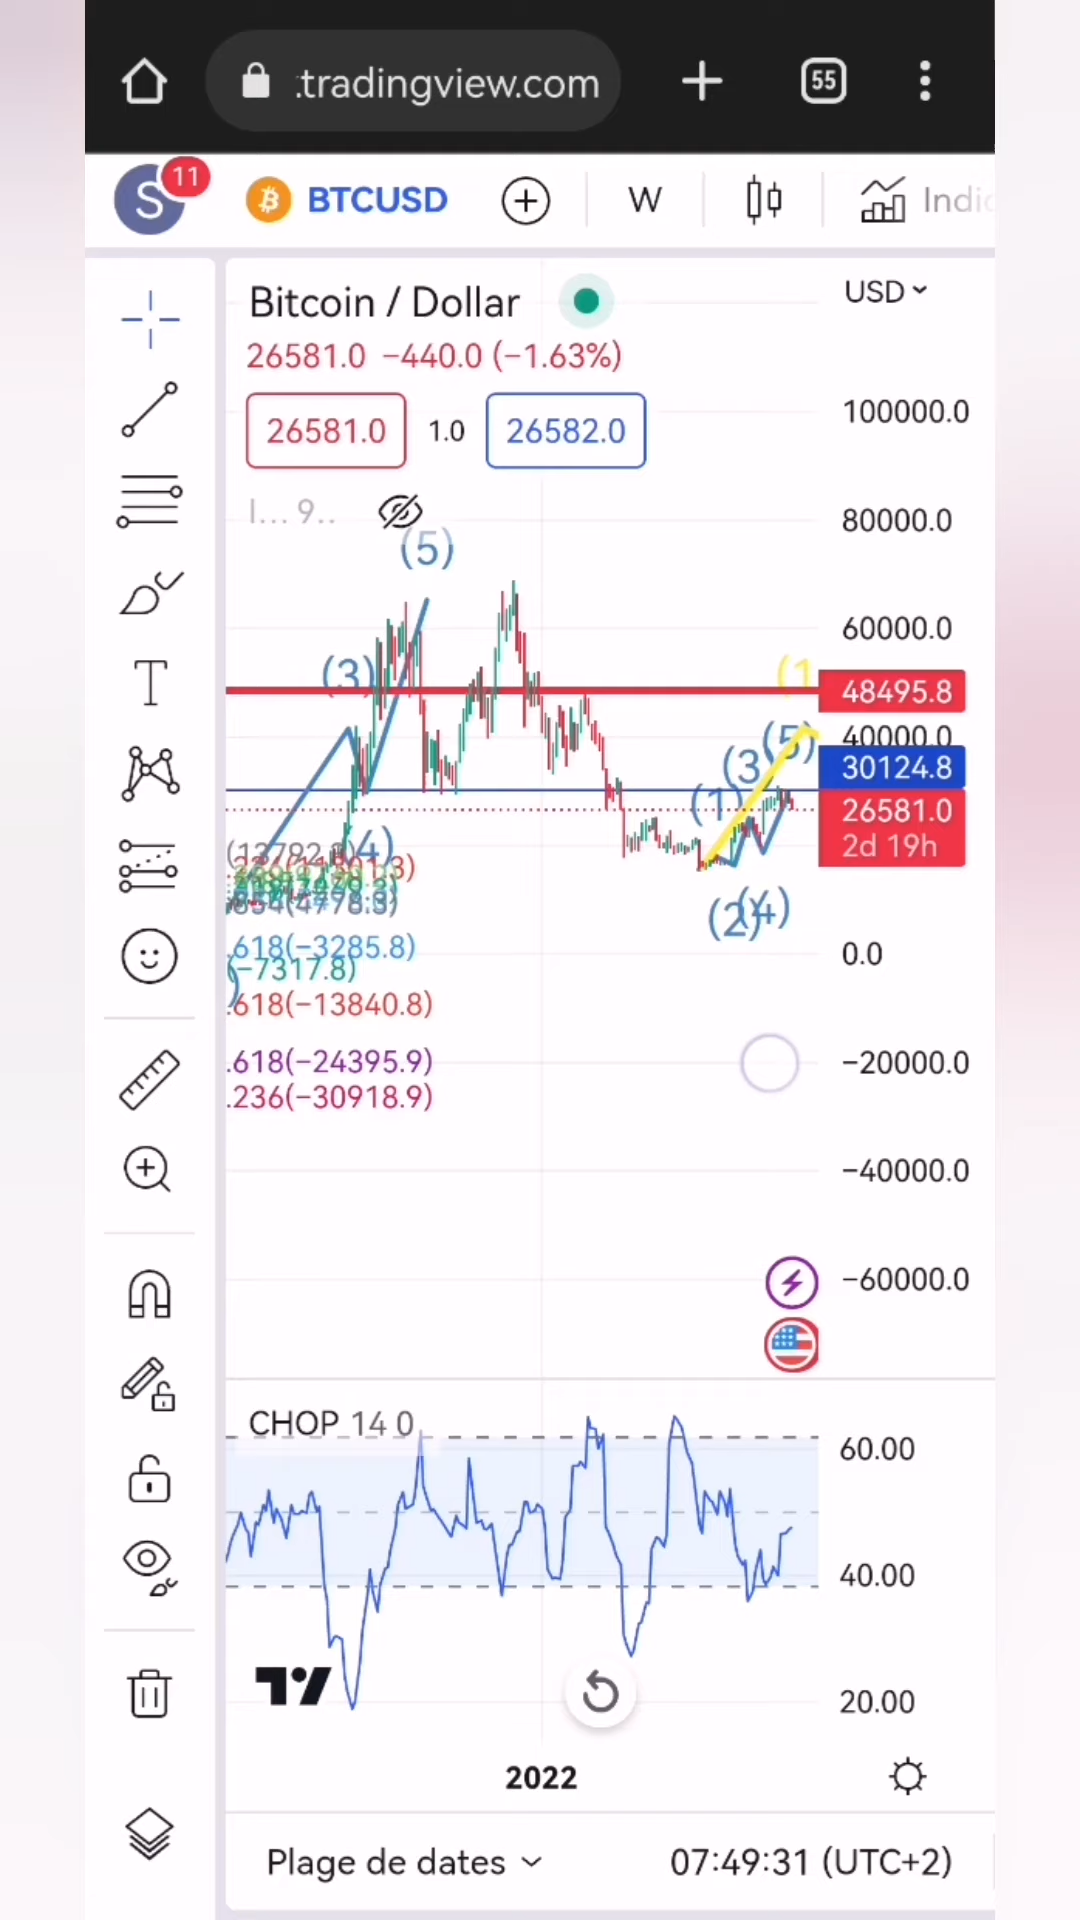 .tradingview.com
55
S
11
BTCUSD
W
Indic
Bitcoin / Dollar
USD
26581.0 −440.0 (−1.63%)
26581.0
1.0
26582.0
100000.0
80000.0
60000.0
48495.8
40000.0
30124.8
26581.0
2d 19h
0.0
−20000.0
−40000.0
−60000.0
I... 9..
(5)
(3)
(4)
(1
(5)
(3
(1)
(2)
(4)
.618(−3285.8)
(−7317.8)
.618(−13840.8)
.618(−24395.9)
.236(−30918.9)
CHOP 14 0
60.00
40.00
20.00
2022
Plage de dates
07:49:31 (UTC+2)